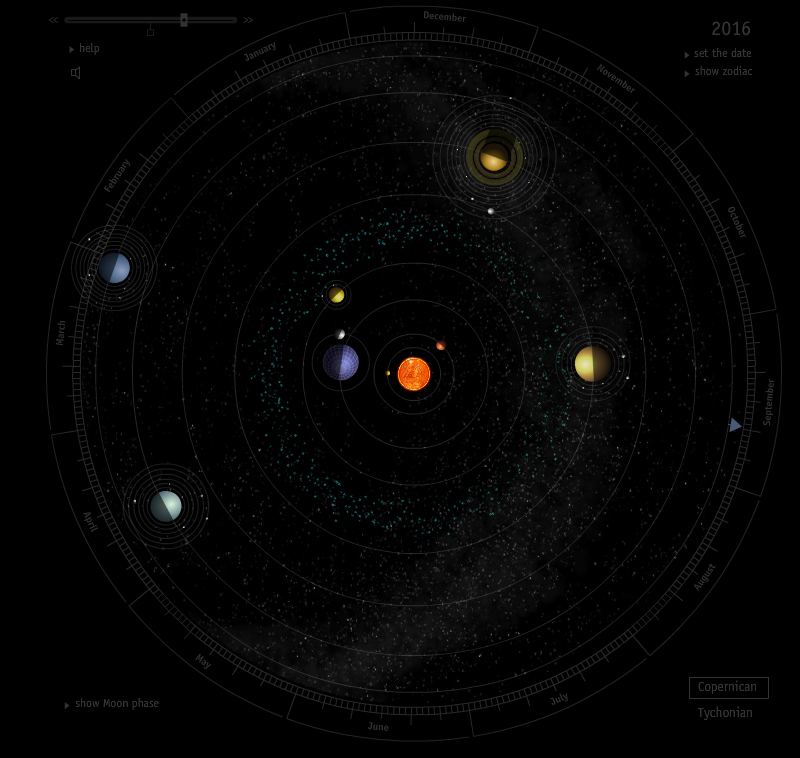 December
January
2016
help
set the date
November
show zodiac
February
October
March
September
April
August
May
Copernican
show Moon phase
July
Tychonian
June